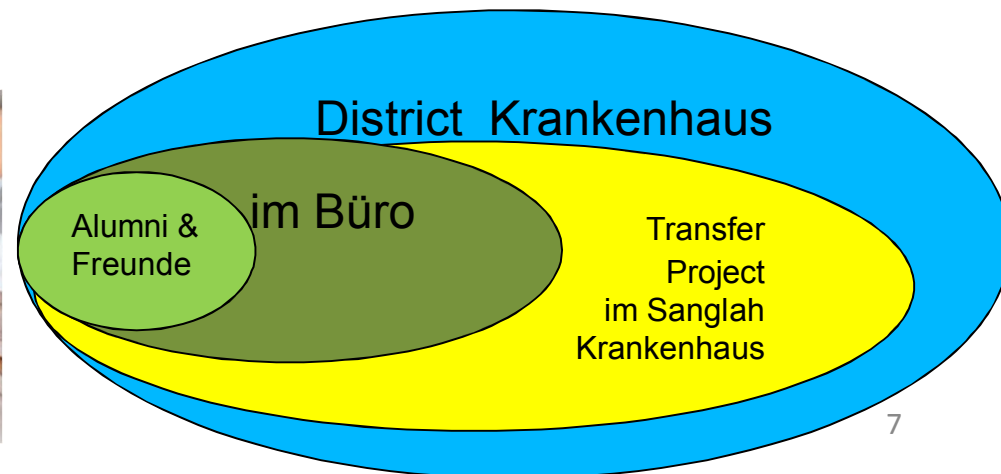 District Krankenhaus
im Büro
Alumni &
Freunde
Transfer
Project
im Sanglah
Krankenhaus
7